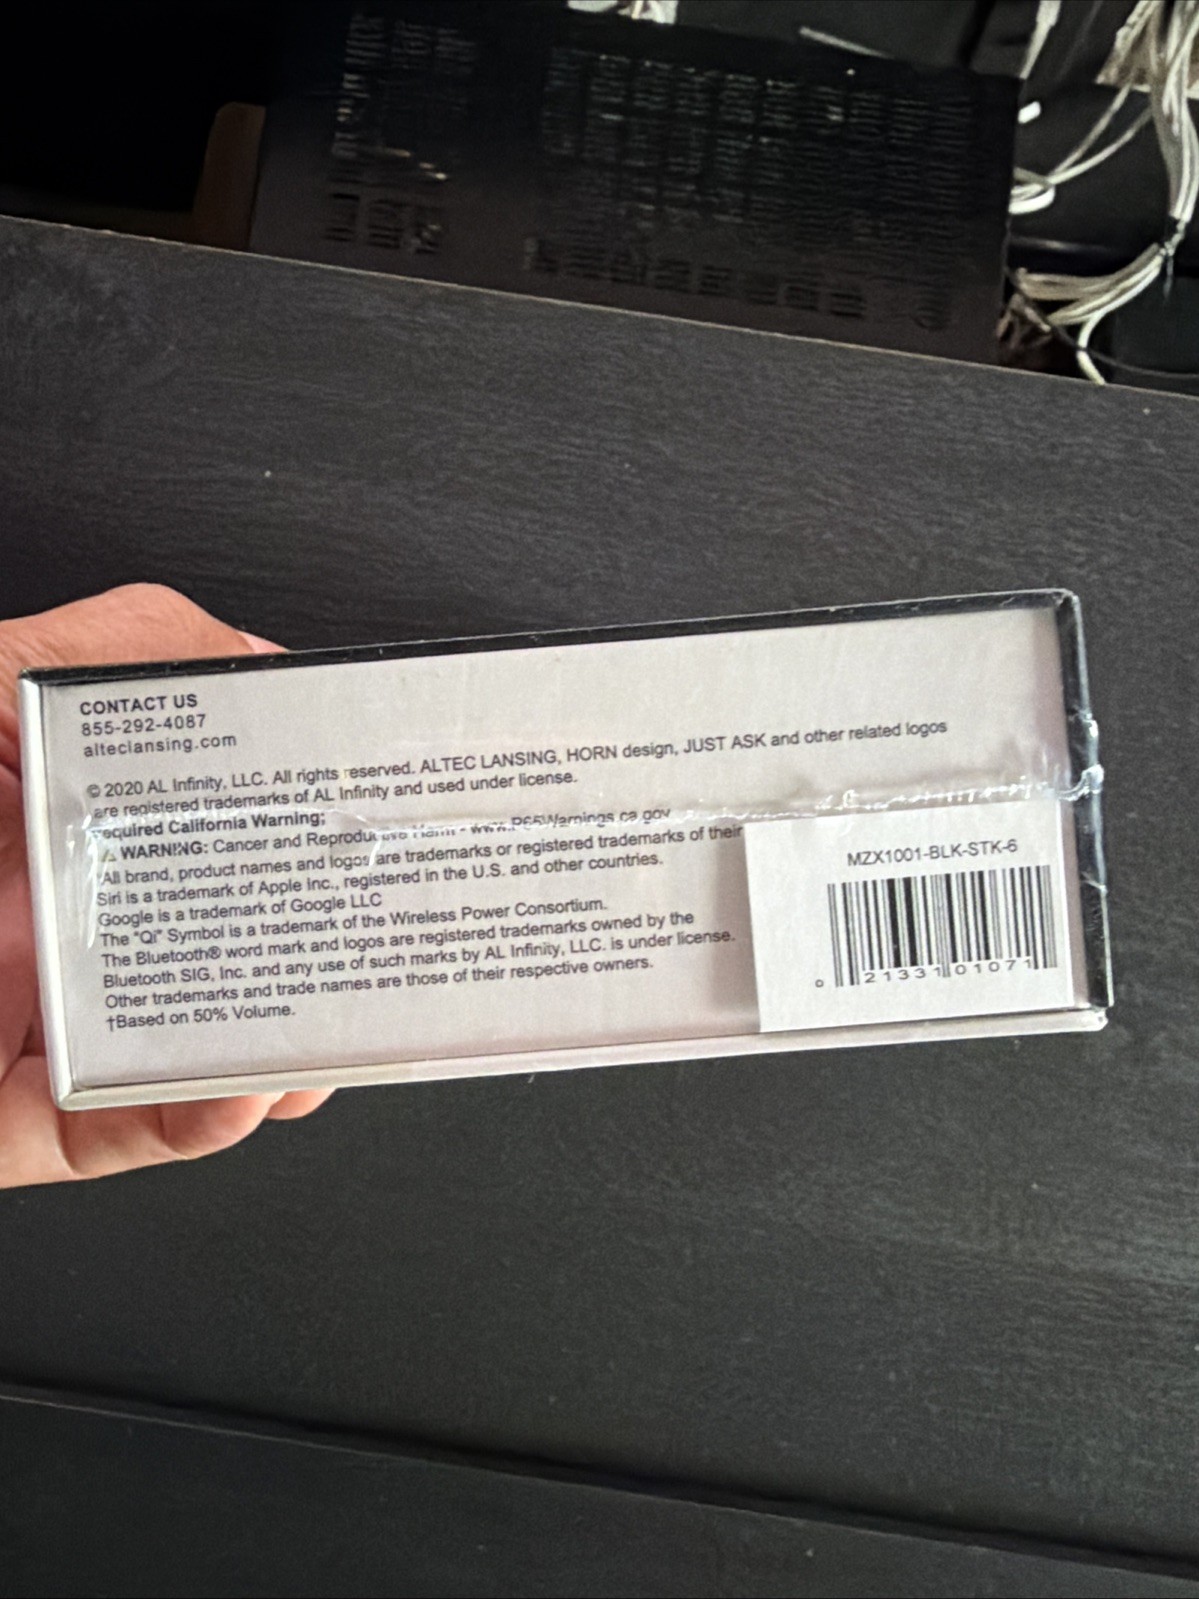 CONTACT US
855-292-4087
alteclansing.com
© 2020 AL Infinity, LLC. All rights reserved. ALTEC LANSING, HORN design, JUST ASK and other related logos
are registered trademarks of AL Infinity and used under license.
equired California Warning:
⚠ WARNING: Cancer and Reproductive Harm - www.P65Warnings.ca.gov
*All brand, product names and logos are trademarks or registered trademarks of their
Siri is a trademark of Apple Inc., registered in the U.S. and other countries.
Google is a trademark of Google LLC
The "Qi" Symbol is a trademark of the Wireless Power Consortium.
The Bluetooth® word mark and logos are registered trademarks owned by the
Bluetooth SIG, Inc. and any use of such marks by AL Infinity, LLC. is under license.
Other trademarks and trade names are those of their respective owners.
†Based on 50% Volume.
MZX1001-BLK-STK-6
0 21331 01071